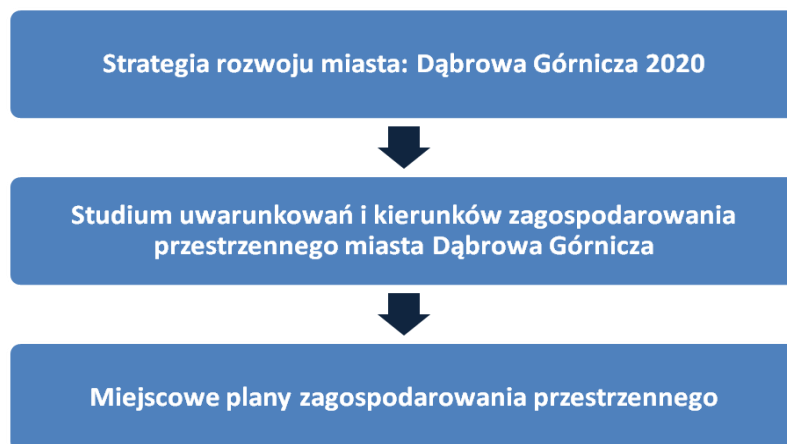 Strategia rozwoju miasta: Dąbrowa Górnicza 2020
Studium uwarunkowań i kierunków zagospodarowania
przestrzennego miasta Dąbrowa Górnicza
Miejscowe plany zagospodarowania przestrzennego